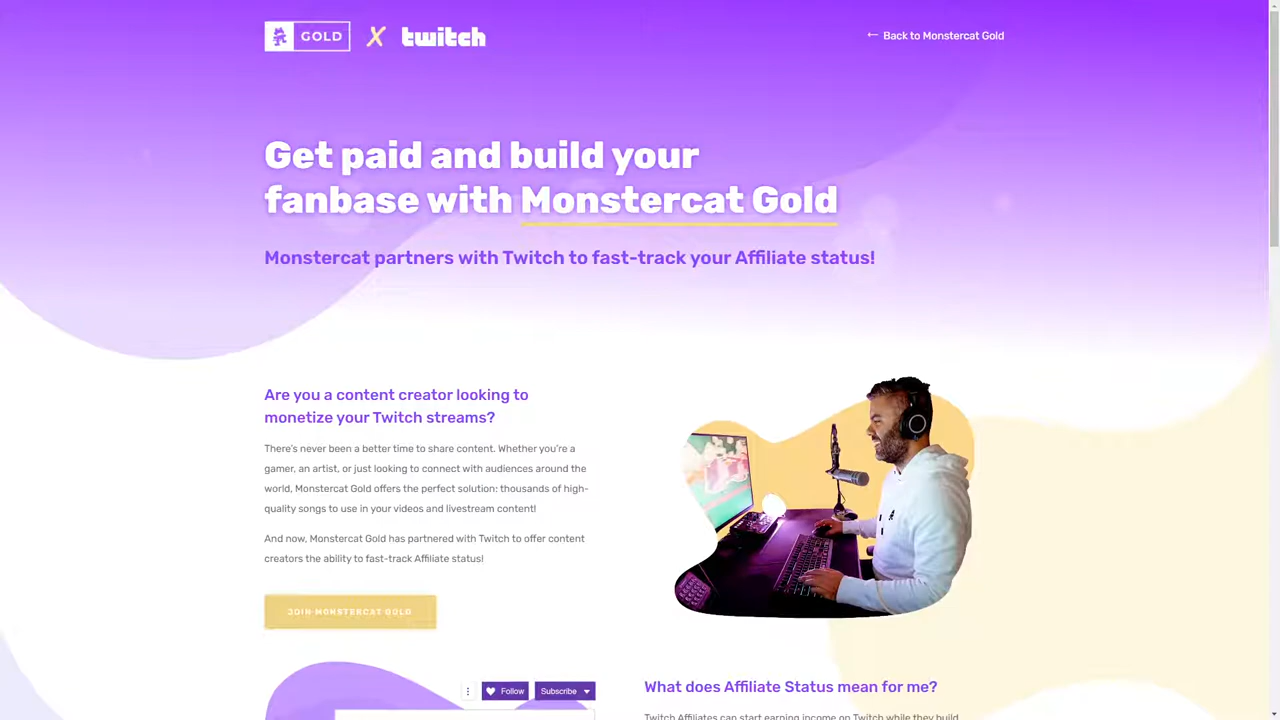 GOLD X twitch
← Back to Monstercat Gold
Get paid and build your
fanbase with Monstercat Gold
Monstercat partners with Twitch to fast-track your Affiliate status!
Are you a content creator looking to
monetize your Twitch streams?
There's never been a better time to share content. Whether you're a
gamer, an artist, or just looking to connect with audiences around the
world, Monstercat Gold offers the perfect solution: thousands of high-
quality songs to use in your videos and livestream content!
And now, Monstercat Gold has partnered with Twitch to offer content
creators the ability to fast-track Affiliate status!
JOIN MONSTERCAT GOLD
Follow
Subscribe
What does Affiliate Status mean for me?
Twitch Affiliates can start earning income on Twitch while they build